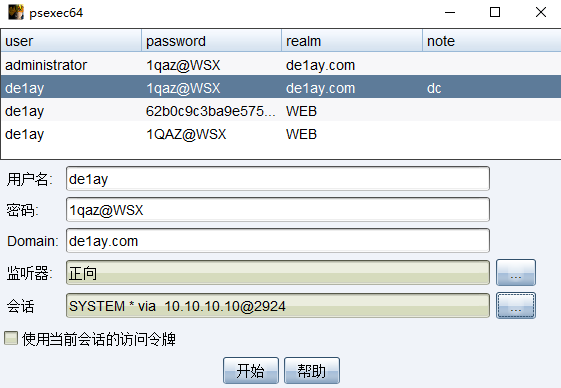 psexec64
user password realm note
administrator 1qaz@WSX de1ay.com
de1ay 1qaz@WSX de1ay.com dc
de1ay 62b0c9c3ba9e575... WEB
de1ay 1QAZ@WSX WEB
用户名: de1ay
密码: 1qaz@WSX
Domain: de1ay.com
监听器: 正向 ...
会话 SYSTEM * via 10.10.10.10@2924 ...
使用当前会话的访问令牌
开始 帮助